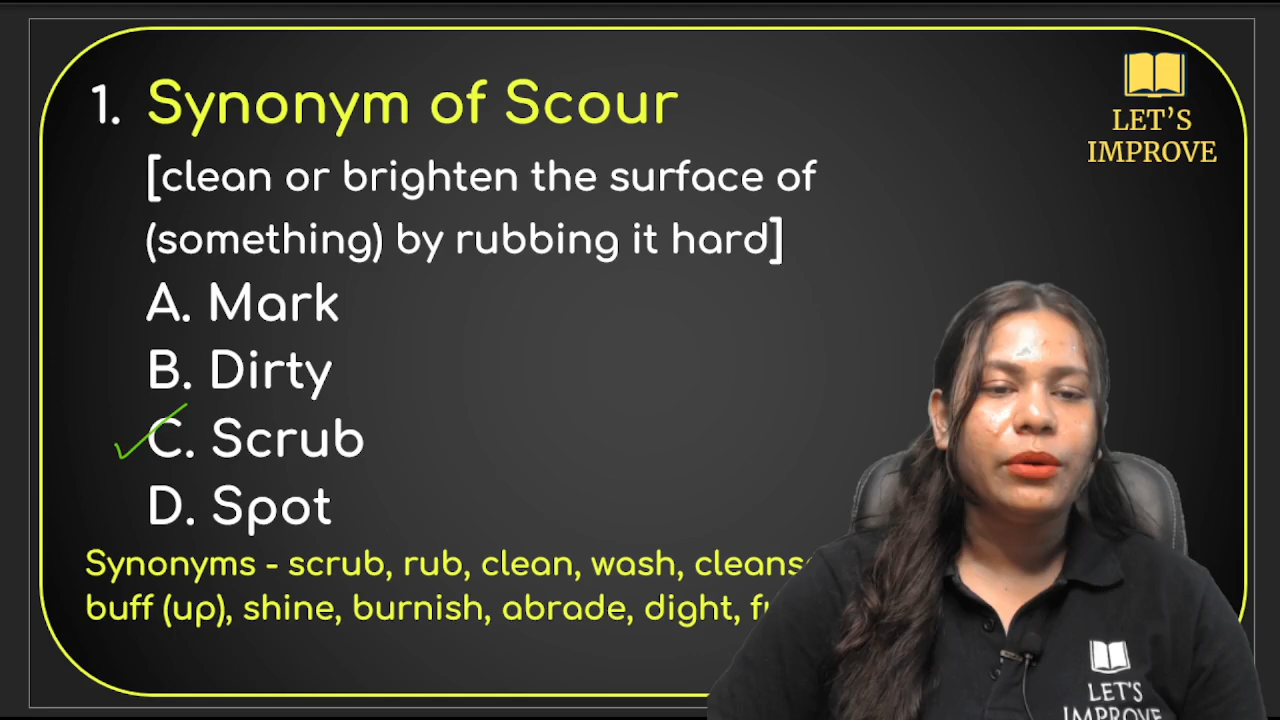 1. Synonym of Scour
[clean or brighten the surface of
(something) by rubbing it hard]
A. Mark
B. Dirty
C. Scrub
D. Spot
Synonyms - scrub, rub, clean, wash,
buff (up), shine, burnish, abrade, dight,
LET'S
IMPROVE
LET'S
IMPROVE